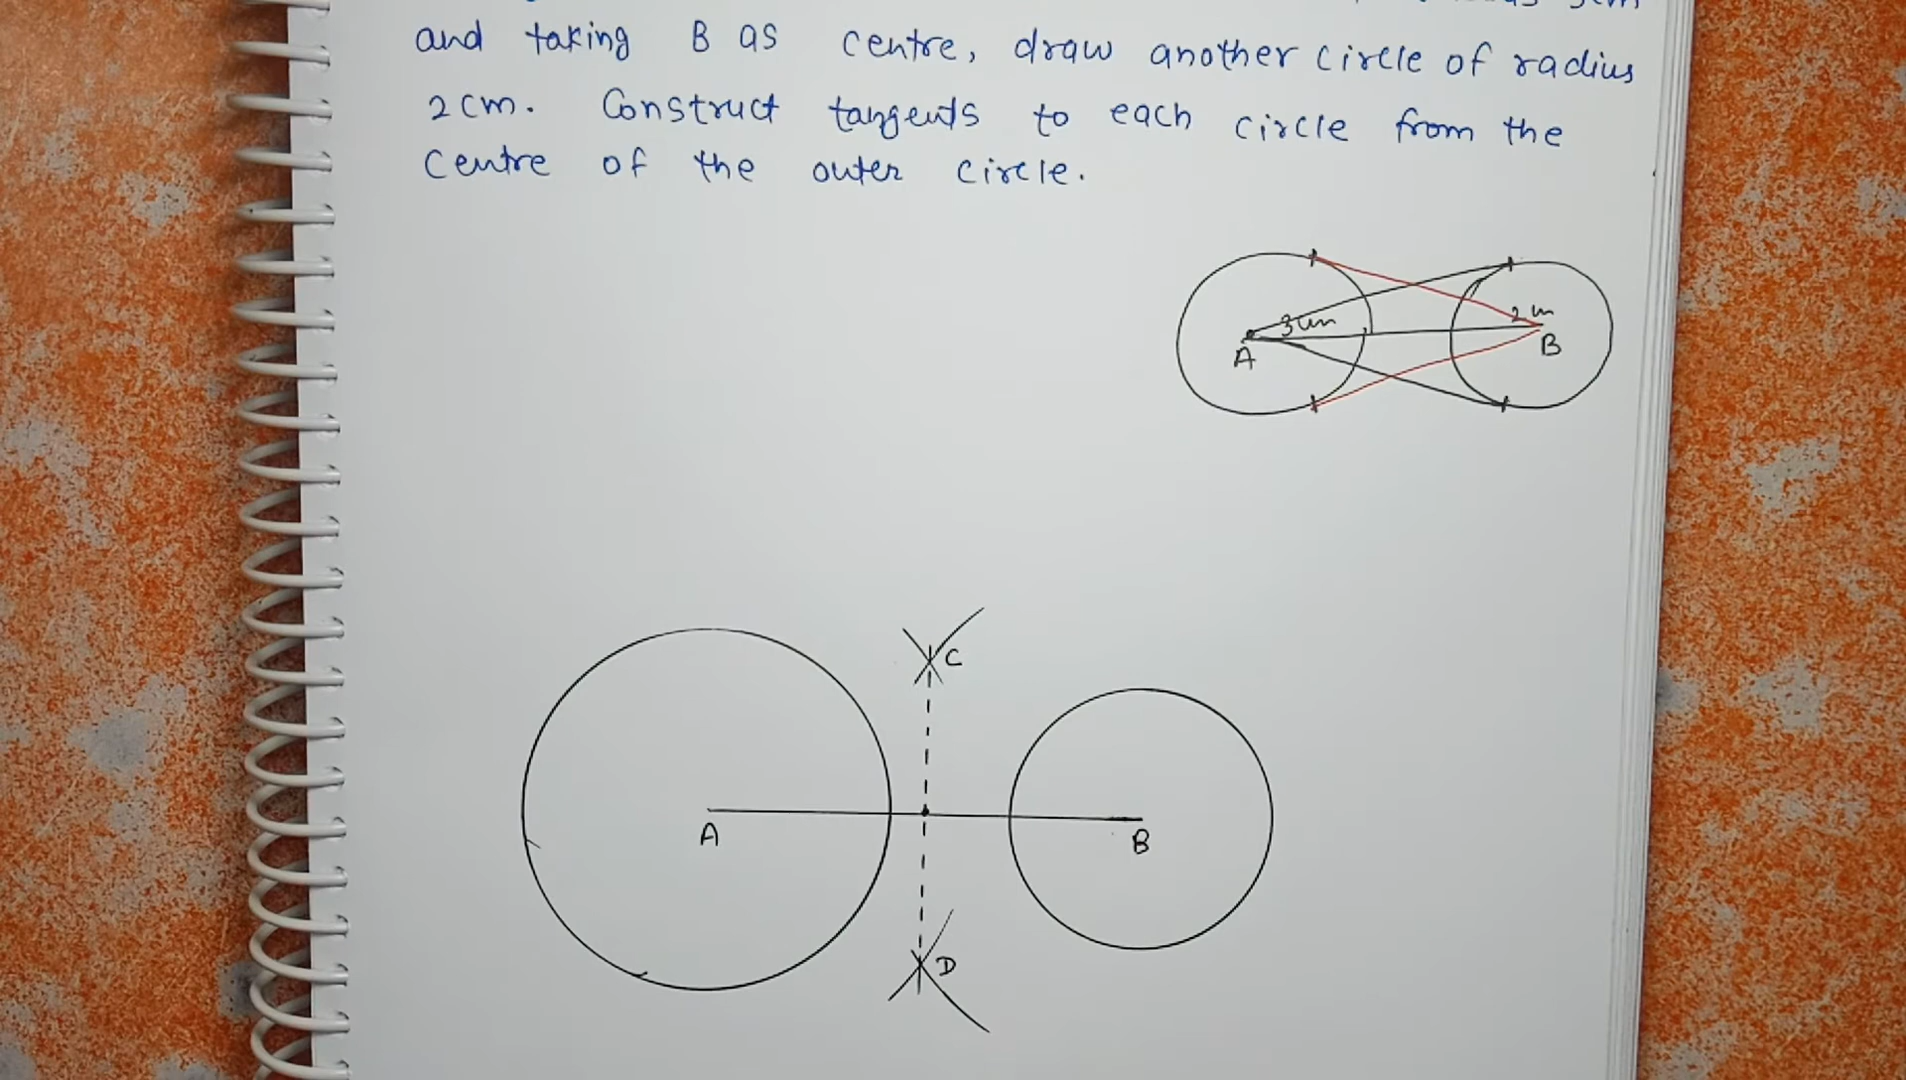 and taking B as centre, draw another circle of radius
2 cm. Construct tangents to each circle from the
centre of the outer circle.
3cm
2 m
A
B
C
A
B
D